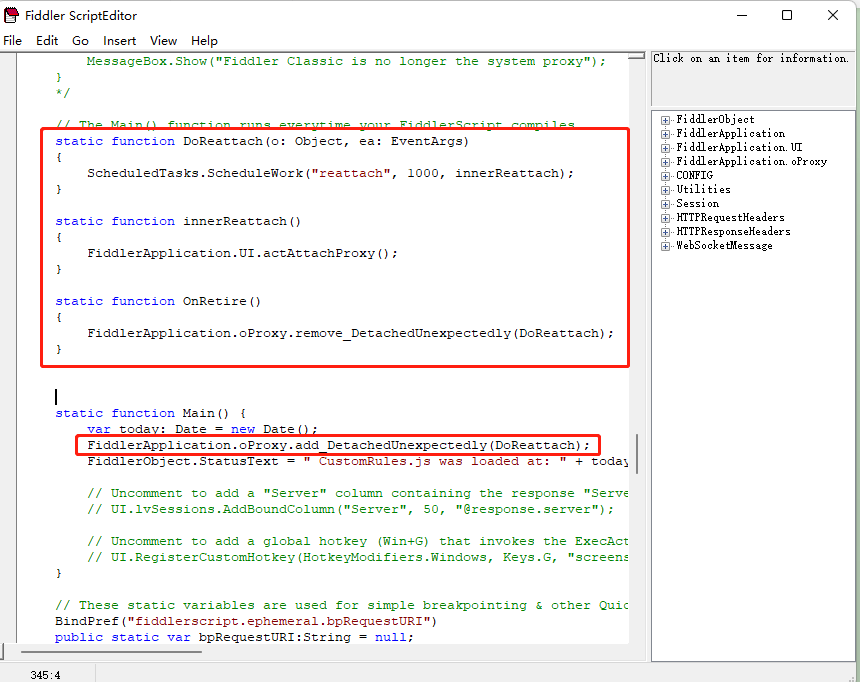 Fiddler ScriptEditor
File Edit Go Insert View Help
MessageBox.Show("Fiddler Classic is no longer the system proxy");
}
*/
// The Main() function runs everytime your FiddlerScript compiles
static function DoReattach(o: Object, ea: EventArgs)
{
ScheduledTasks.ScheduleWork("reattach", 1000, innerReattach);
}
static function innerReattach()
{
FiddlerApplication.UI.actAttachProxy();
}
static function OnRetire()
{
FiddlerApplication.oProxy.remove_DetachedUnexpectedly(DoReattach);
}
static function Main() {
var today: Date = new Date();
FiddlerApplication.oProxy.add_DetachedUnexpectedly(DoReattach);
FiddlerObject.StatusText = " CustomRules.js was loaded at: " + today
// Uncomment to add a "Server" column containing the response "Serve
// UI.lvSessions.AddBoundColumn("Server", 50, "@response.server");
// Uncomment to add a global hotkey (Win+G) that invokes the ExecAct
// UI.RegisterCustomHotkey(HotkeyModifiers.Windows, Keys.G, "screens
}
// These static variables are used for simple breakpointing & other Quic
BindPref("fiddlerscript.ephemeral.bpRequestURI")
public static var bpRequestURI:String = null;
Click on an item for information.
FiddlerObject
FiddlerApplication
FiddlerApplication.UI
FiddlerApplication.oProxy
CONFIG
Utilities
Session
HTTPRequestHeaders
HTTPResponseHeaders
WebSocketMessage
345:4